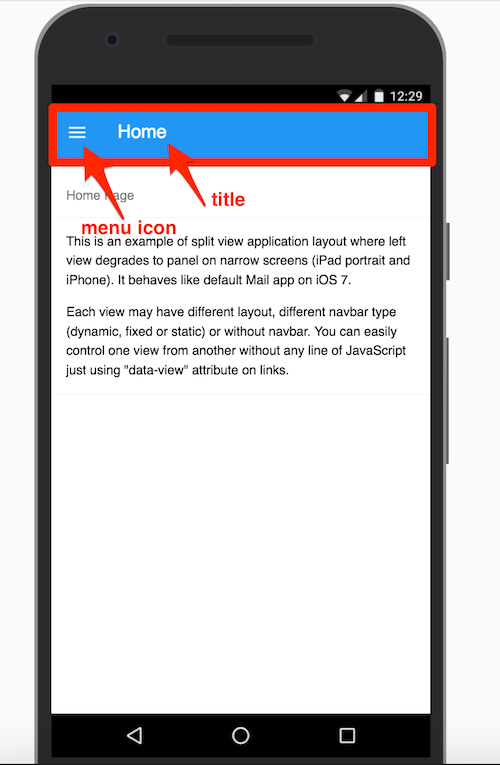 12:29
Home
title
Home Page
menu icon
This is an example of split view application layout where left
view degrades to panel on narrow screens (iPad portrait and
iPhone). It behaves like default Mail app on iOS 7.
Each view may have different layout, different navbar type
(dynamic, fixed or static) or without navbar. You can easily
control one view from another without any line of JavaScript
just using "data-view" attribute on links.